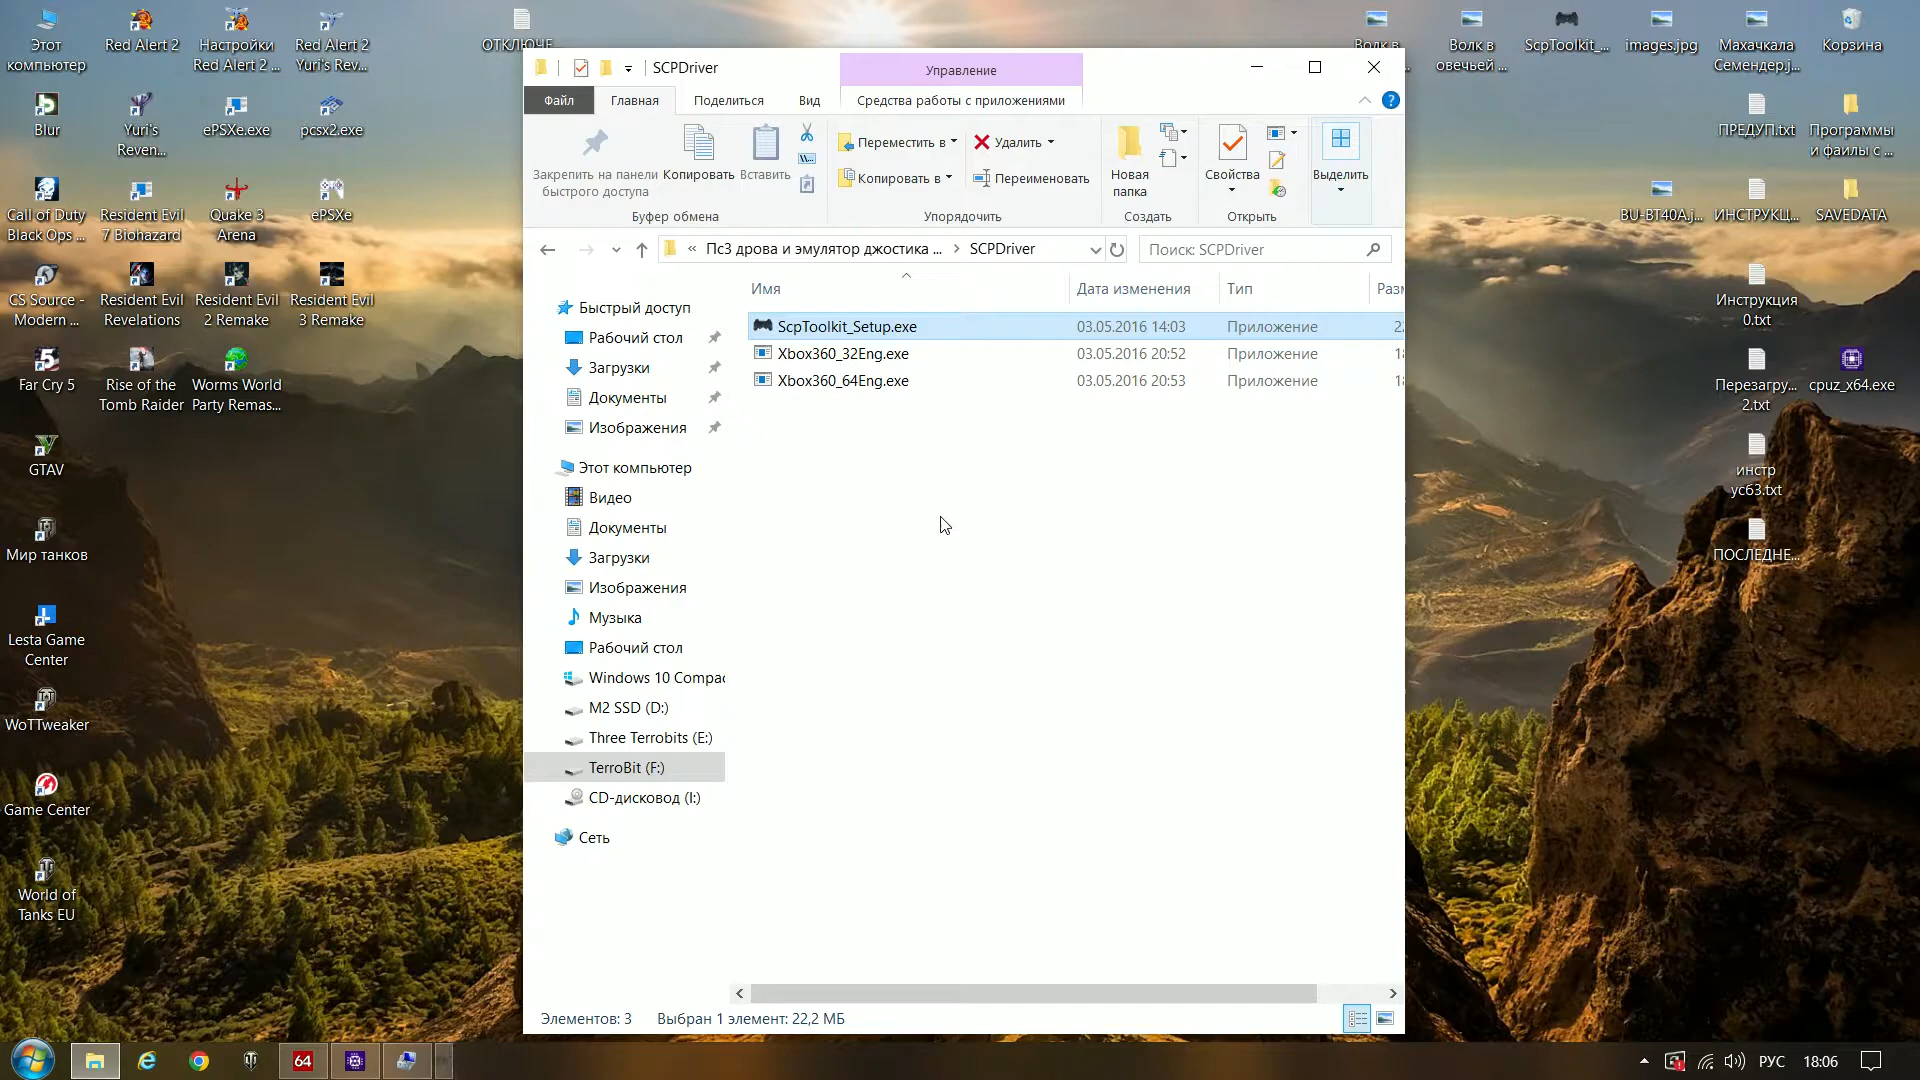 Этот
компьютер
Red Alert 2
Настройки
Red Alert 2 ...
Red Alert 2
Yuri's Rev...
ОТКЛЮЧЕ...
Blur
Yuri's
Reven...
ePSXe.exe
pcsx2.exe
Call of Duty
Black Ops ...
Resident Evil
7 Biohazard
Quake 3
Arena
ePSXe
CS Source -
Modern ...
Resident Evil
Revelations
Resident Evil
2 Remake
Resident Evil
3 Remake
Far Cry 5
Rise of the
Tomb Raider
Worms World
Party Remas...
GTAV
Мир танков
Lesta Game
Center
WoTTweaker
Game Center
World of
Tanks EU
SCPDriver
Управление
Файл
Главная
Поделиться
Вид
Средства работы с приложениями
Закрепить на панели
быстрого доступа
Копировать
Вставить
Переместить в
Копировать в
Удалить
Переименовать
Новая
папка
Свойства
Выделить
Буфер обмена
Упорядочить
Создать
Открыть
« Пс3 дрова и эмулятор джостика ... > SCPDriver
Поиск: SCPDriver
Имя
Дата изменения
Тип
Разм
ScpToolkit_Setup.exe 03.05.2016 14:03 Приложение
Xbox360_32Eng.exe 03.05.2016 20:52 Приложение
Xbox360_64Eng.exe 03.05.2016 20:53 Приложение
Быстрый доступ
Рабочий стол
Загрузки
Документы
Изображения
Этот компьютер
Видео
Документы
Загрузки
Изображения
Музыка
Рабочий стол
Windows 10 Compac
M2 SSD (D:)
Three Terrobits (E:)
TerroBit (F:)
CD-дисковод (I:)
Сеть
Элементов: 3 Выбран 1 элемент: 22,2 МБ
Волк в
Волк в
овечьей ...
ScpToolkit_...
images.jpg
Махачкала
Семендер.j...
Корзина
ПРЕДУП.txt
Программы
и фаилы с ...
BU-BT40A.j...
ИНСТРУКЦ...
SAVEDATA
Инструкция
0.txt
Перезагру...
2.txt
cpuz_x64.exe
инстр
ус63.txt
ПОСЛЕДНЕ...
64
РУС
18:06